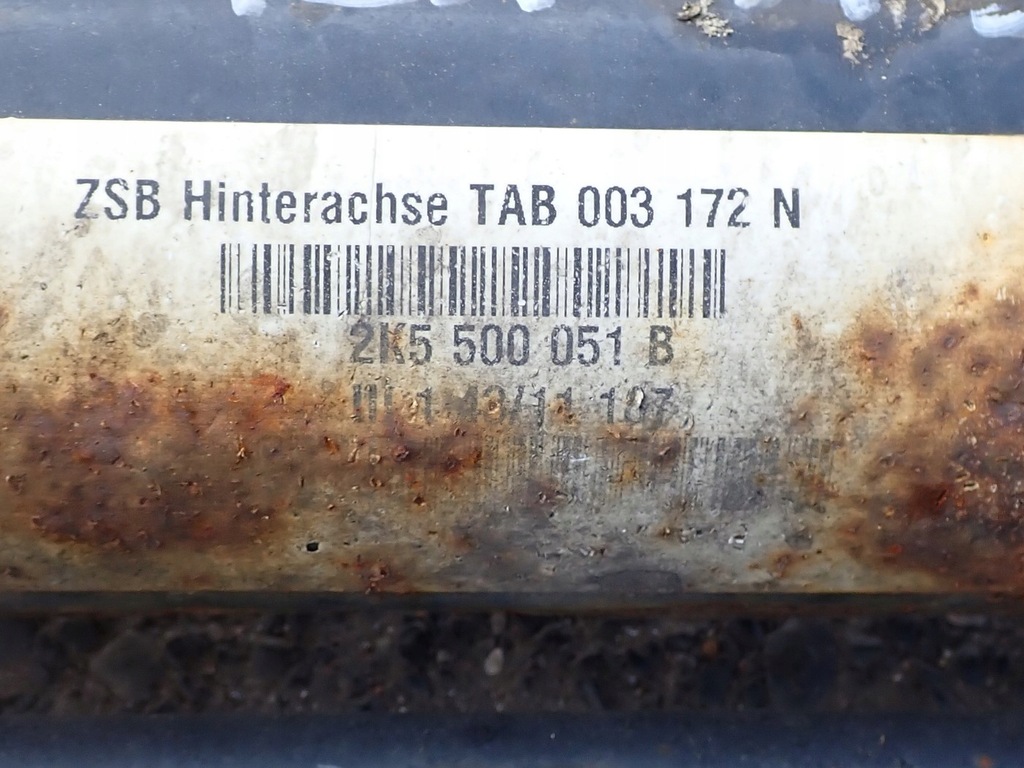 ZSB Hinterachse TAB 003 172 N
2K5 500 051 B